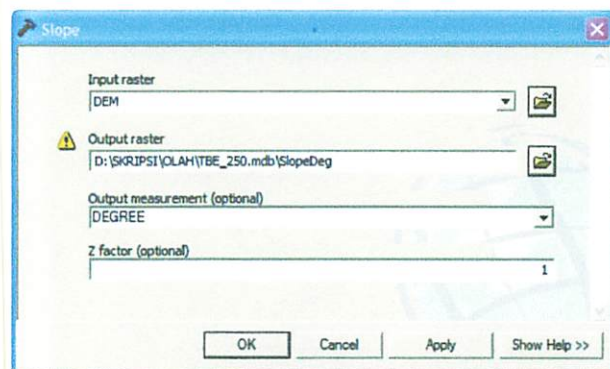 Slope
Input raster
DEM
Output raster
D:\SKRIPSI\OLAH\TBE_250.mdb\SlopeDeg
Output measurement (optional)
DEGREE
Z factor (optional)
1
OK Cancel Apply Show Help >>